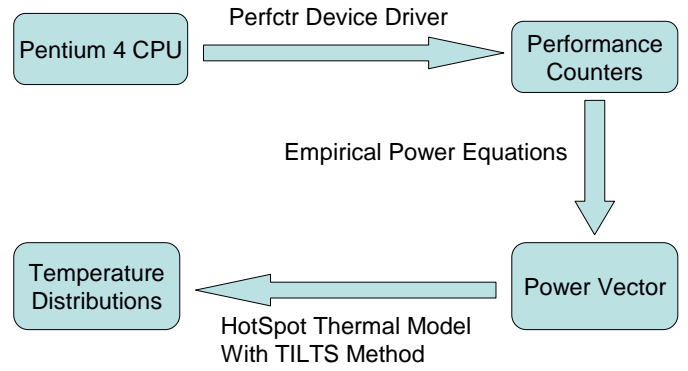 Perfctr Device Driver
Pentium 4 CPU
Performance
Counters
Empirical Power Equations
Temperature
Distributions
Power Vector
HotSpot Thermal Model
With TILTS Method